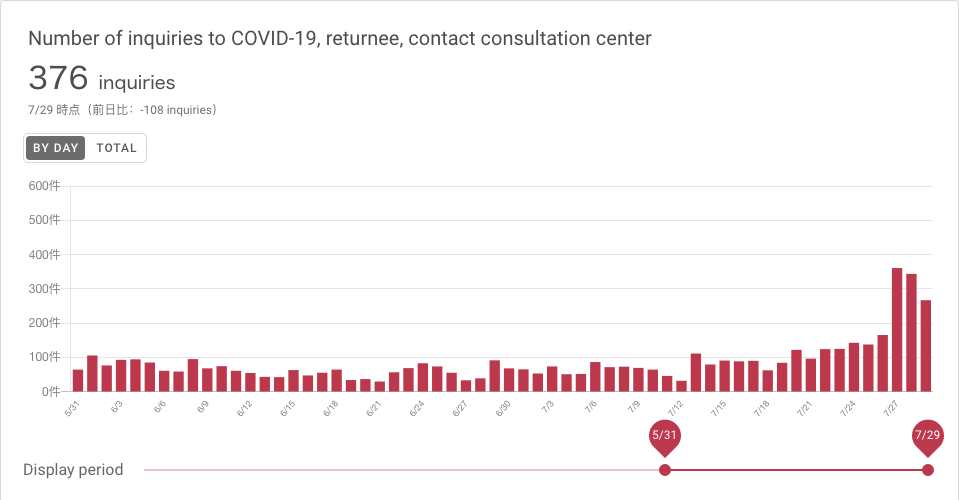 Number of inquiries to COVID-19, returnee, contact consultation center
376 inquiries
7/29 時点（前日比：-108 inquiries）
BY DAY TOTAL
600件
500件
400件
300件
200件
100件
0件
5/31 6/3 6/6 6/9 6/12 6/15 6/18 6/21 6/24 6/27 6/30 7/3 7/6 7/9 7/12 7/15 7/18 7/21 7/24 7/27
5/31 7/29
Display period